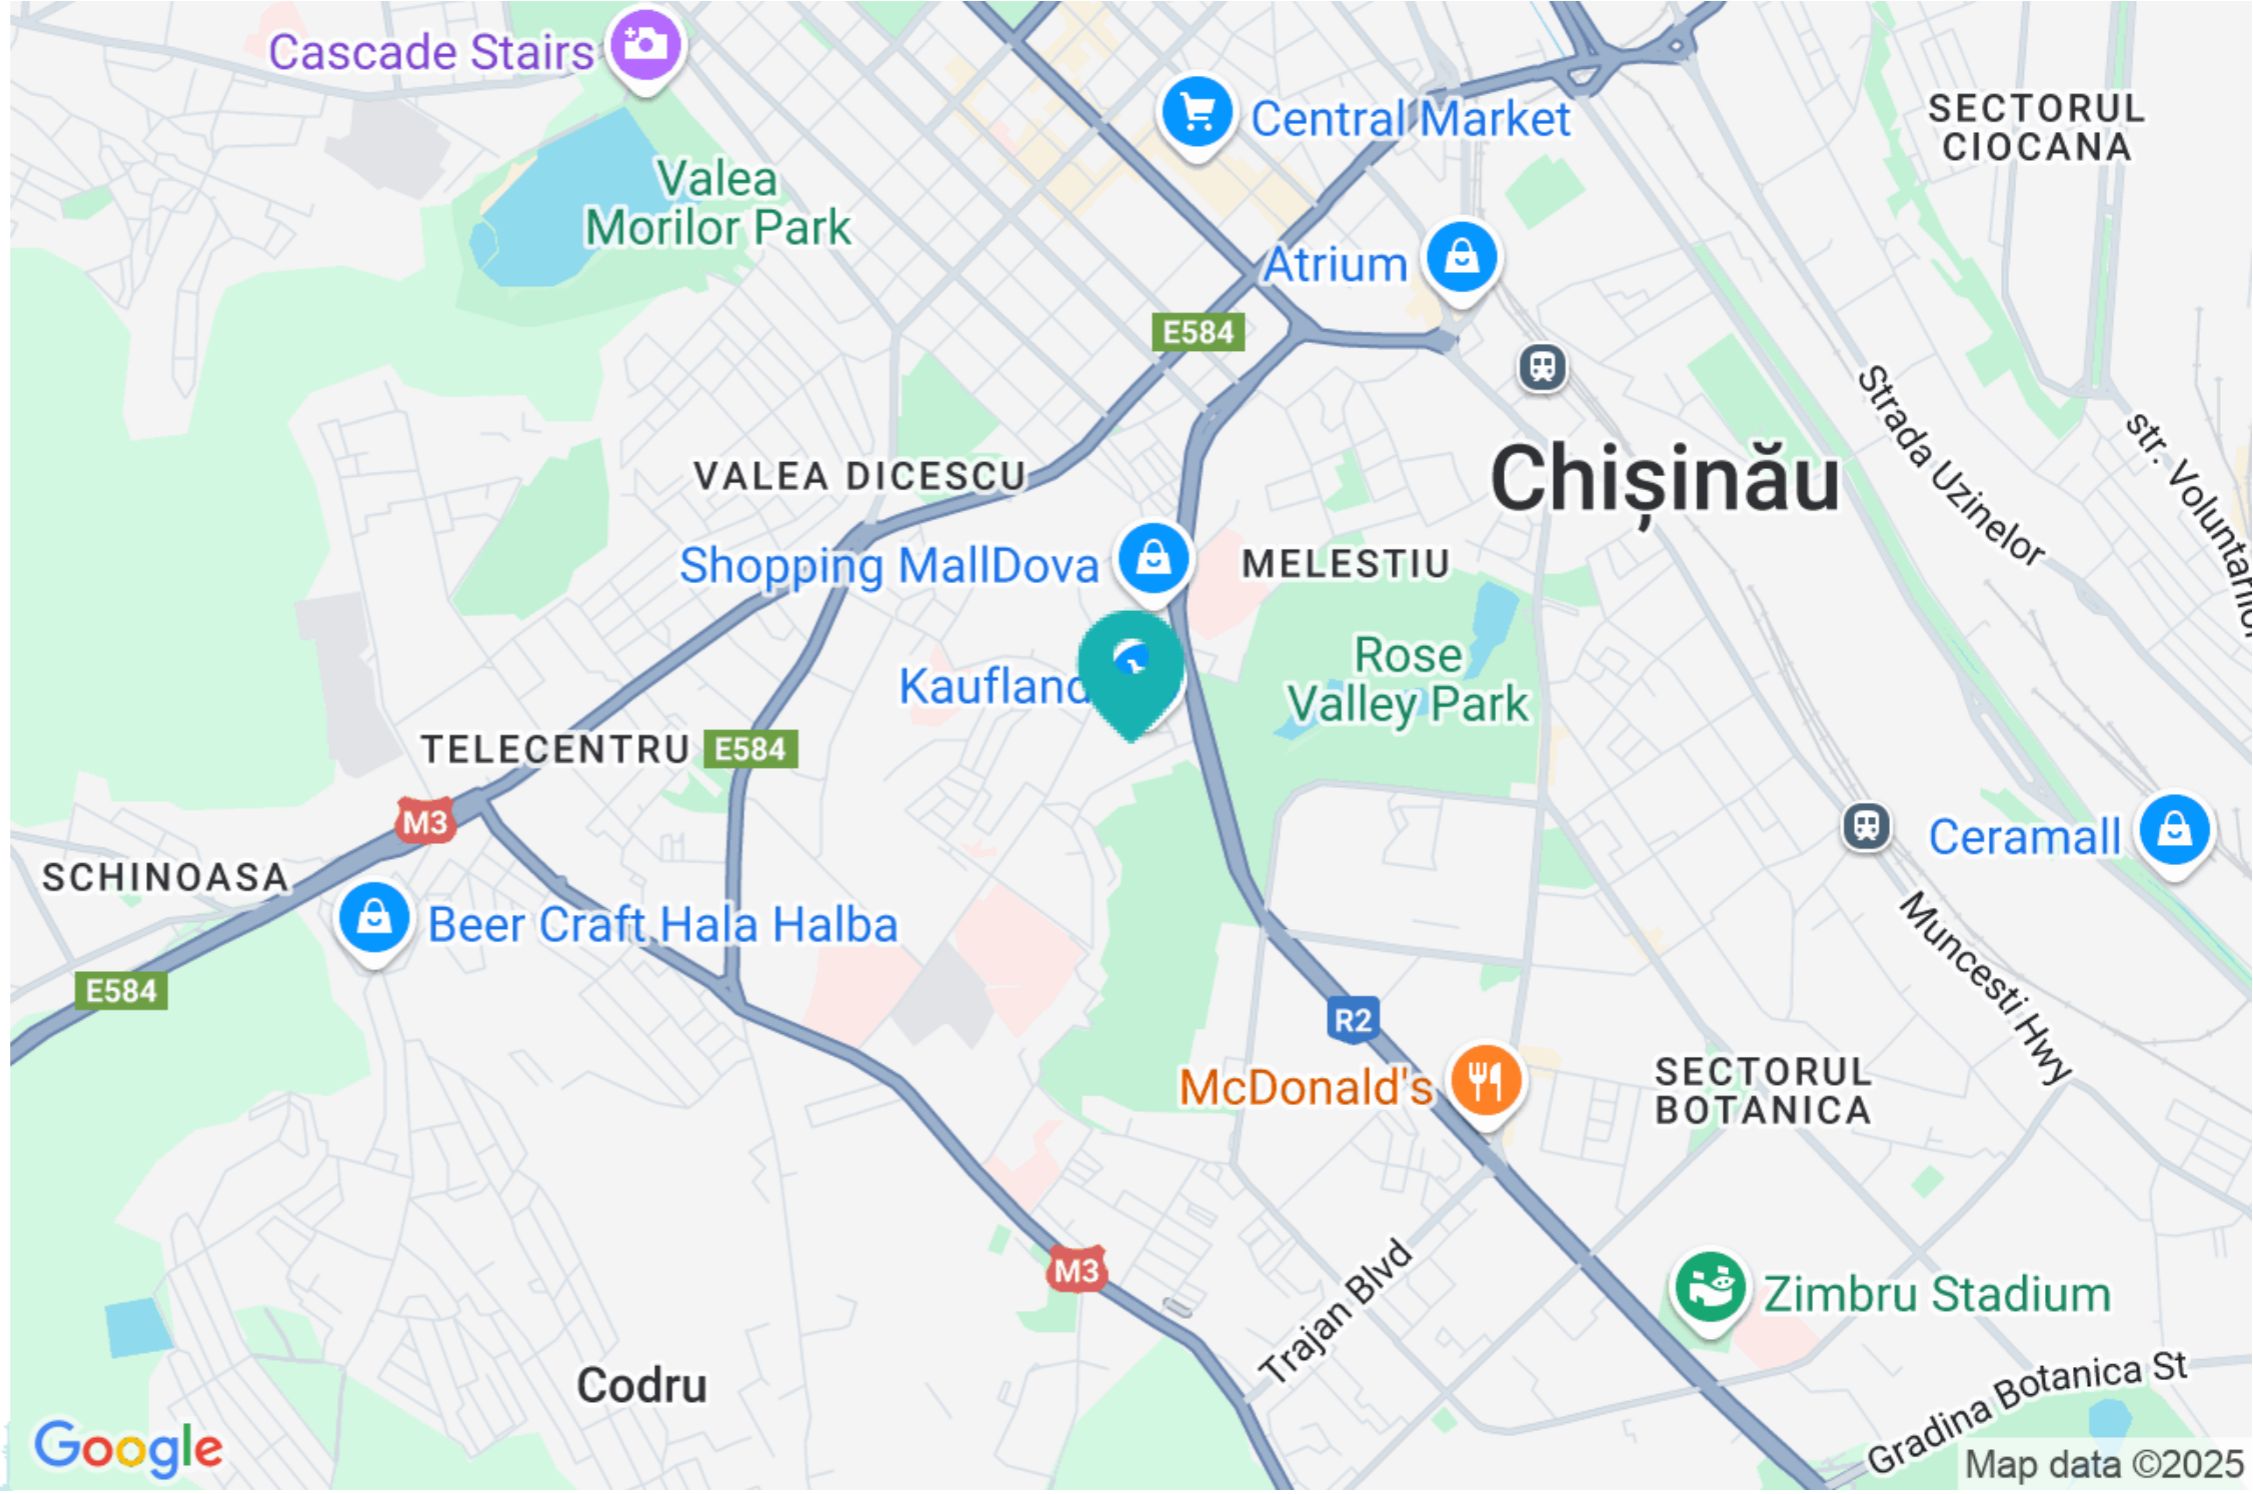 Cascade Stairs
Central Market
SECTORUL
CIOCANA
Valea
Morilor Park
Atrium
E584
Strada Uzinelor
str. Voluntarilor
Chișinău
VALEA DICESCU
Shopping MallDova
MELESTIU
Kaufland
Rose
Valley Park
TELECENTRU
E584
M3
SCHINOASA
Ceramall
Beer Craft Hala Halba
Muncesti Hwy
E584
R2
McDonald's
SECTORUL
BOTANICA
M3
Trajan Blvd
Zimbru Stadium
Codru
Gradina Botanica St
Google
Map data ©2025